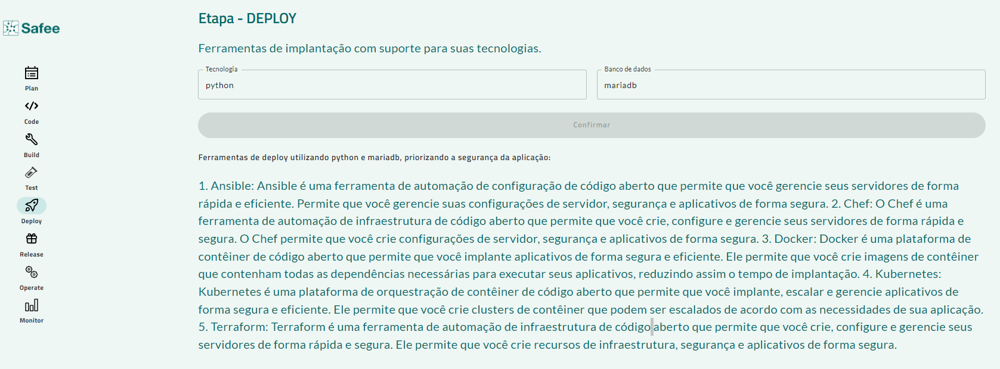 Safee
Plan
Code
Build
Test
Deploy
Release
Operate
Monitor
Etapa - DEPLOY
Ferramentas de implantação com suporte para suas tecnologias.
Tecnologia
python
Banco de dados
mariadb
Confirmar
Ferramentas de deploy utilizando python e mariadb, priorizando a segurança da aplicação:
1. Ansible: Ansible é uma ferramenta de automação de configuração de código aberto que permite que você gerencie seus servidores de forma
rápida e eficiente. Permite que você gerencie suas configurações de servidor, segurança e aplicativos de forma segura. 2. Chef: O Chef é uma
ferramenta de automação de infraestrutura de código aberto que permite que você crie, configure e gerencie seus servidores de forma rápida e
segura. O Chef permite que você crie configurações de servidor, segurança e aplicativos de forma segura. 3. Docker: Docker é uma plataforma de
contêiner de código aberto que permite que você implante aplicativos de forma segura e eficiente. Ele permite que você crie imagens de contêiner
que contenham todas as dependências necessárias para executar seus aplicativos, reduzindo assim o tempo de implantação. 4. Kubernetes:
Kubernetes é uma plataforma de orquestração de contêiner de código aberto que permite que você implante, escalar e gerencie aplicativos de
forma segura e eficiente. Ele permite que você crie clusters de contêiner que podem ser escalados de acordo com as necessidades de sua aplicação.
5. Terraform: Terraform é uma ferramenta de automação de infraestrutura de código aberto que permite que você crie, configure e gerencie seus
servidores de forma rápida e segura. Ele permite que você crie recursos de infraestrutura, segurança e aplicativos de forma segura.